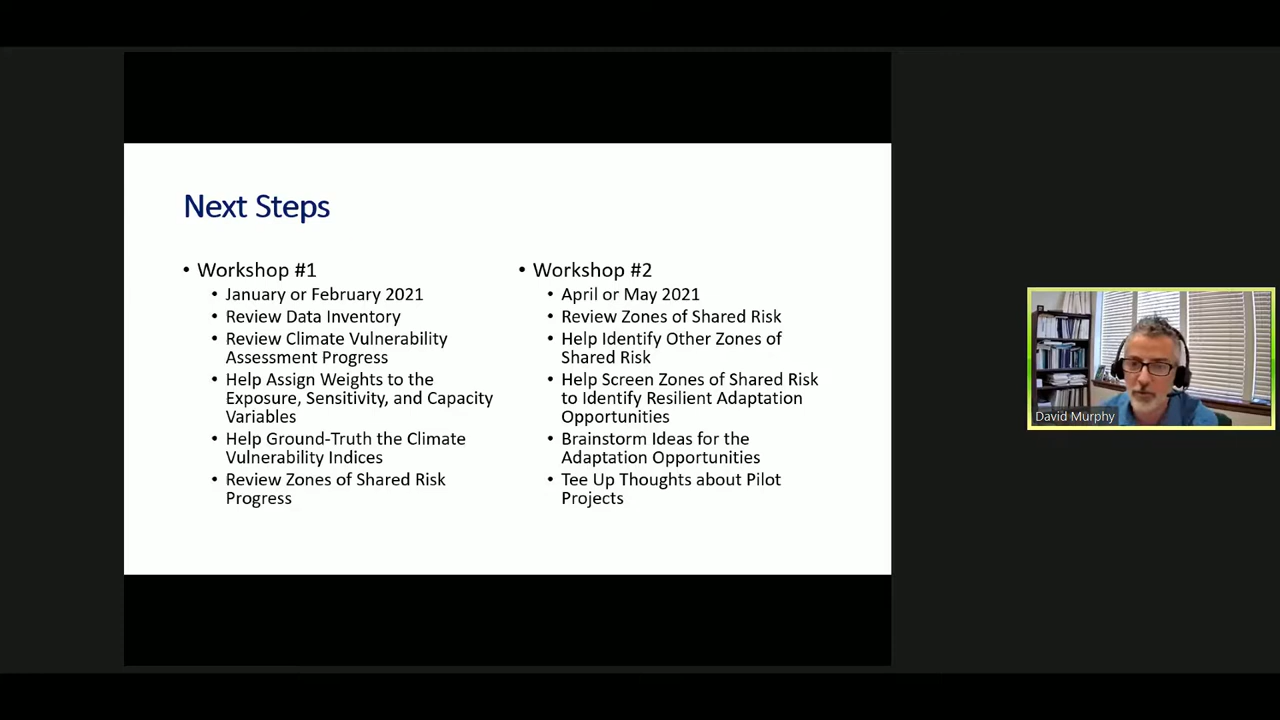 Next Steps
• Workshop #1
• January or February 2021
• Review Data Inventory
• Review Climate Vulnerability
Assessment Progress
• Help Assign Weights to the
Exposure, Sensitivity, and Capacity
Variables
• Help Ground-Truth the Climate
Vulnerability Indices
• Review Zones of Shared Risk
Progress
• Workshop #2
• April or May 2021
• Review Zones of Shared Risk
• Help Identify Other Zones of
Shared Risk
• Help Screen Zones of Shared Risk
to Identify Resilient Adaptation
Opportunities
• Brainstorm Ideas for the
Adaptation Opportunities
• Tee Up Thoughts about Pilot
Projects
David Murphy